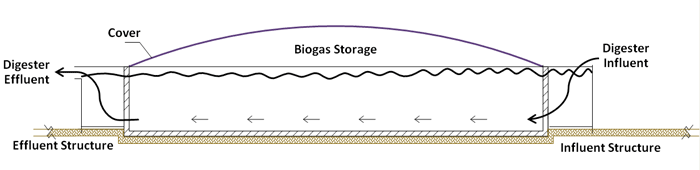 Cover
Biogas Storage
Digester
Influent
Digester
Effluent
Effluent Structure
Influent Structure